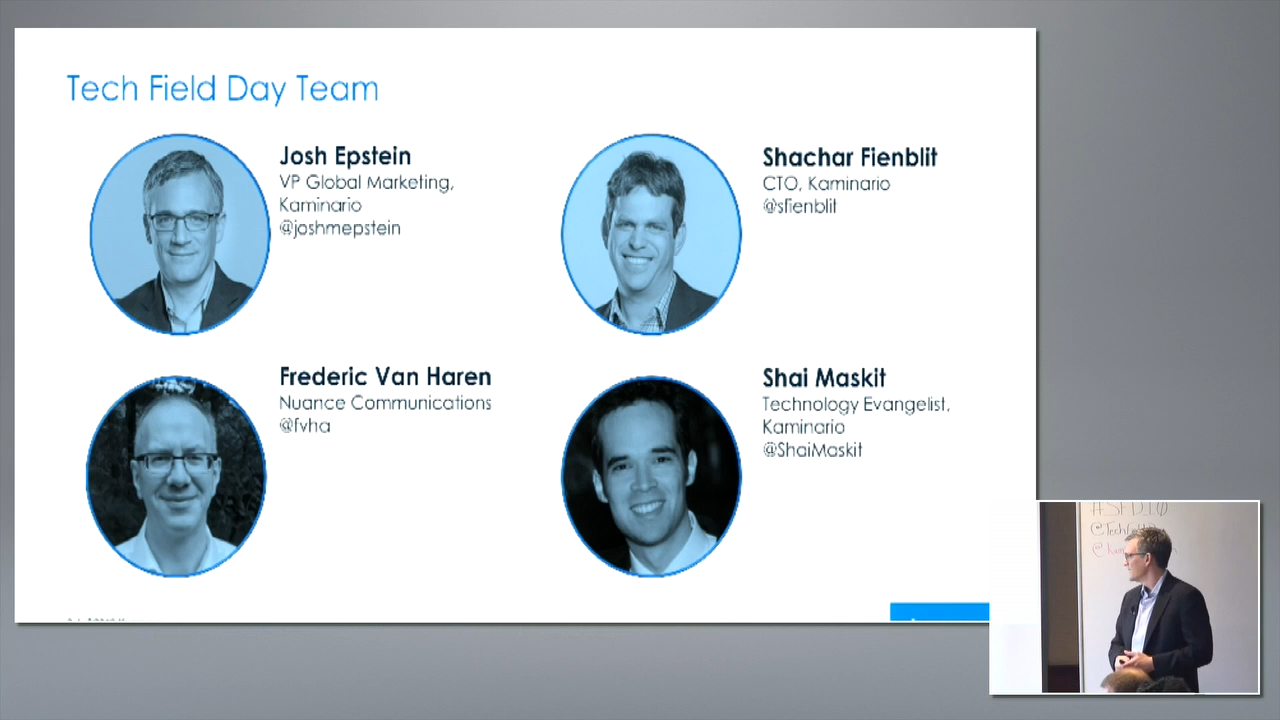 Tech Field Day Team
Josh Epstein
VP Global Marketing,
Kaminario
@joshmepstein
Shachar Fienblit
CTO, Kaminario
@sfienblit
Frederic Van Haren
Nuance Communications
@fvha
Shai Maskit
Technology Evangelist,
Kaminario
@ShaiMaskit
#SFD10